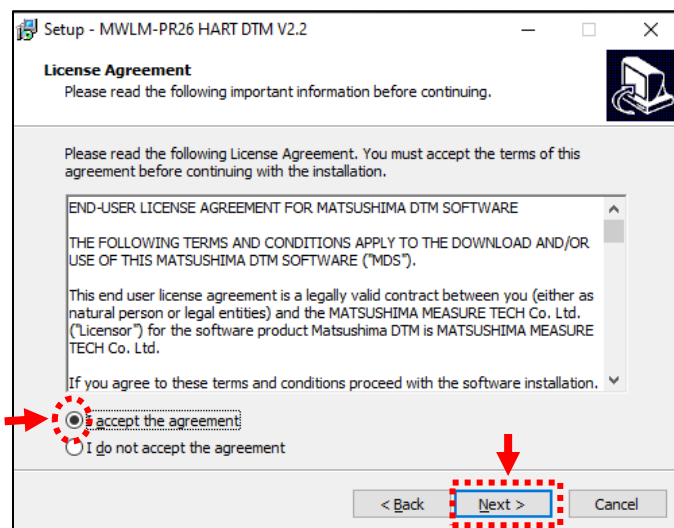 Setup - MWLM-PR26 HART DTM V2.2
License Agreement
Please read the following important information before continuing.
Please read the following License Agreement. You must accept the terms of this
agreement before continuing with the installation.
END-USER LICENSE AGREEMENT FOR MATSUSHIMA DTM SOFTWARE
THE FOLLOWING TERMS AND CONDITIONS APPLY TO THE DOWNLOAD AND/OR
USE OF THIS MATSUSHIMA DTM SOFTWARE ("MDS").
This end user license agreement is a legally valid contract between you (either as
natural person or legal entities) and the MATSUSHIMA MEASURE TECH Co. Ltd.
("Licensor") for the software product Matsushima DTM is MATSUSHIMA MEASURE
TECH Co. Ltd.
If you agree to these terms and conditions proceed with the software installation.
I accept the agreement
I do not accept the agreement
< Back
Next >
Cancel